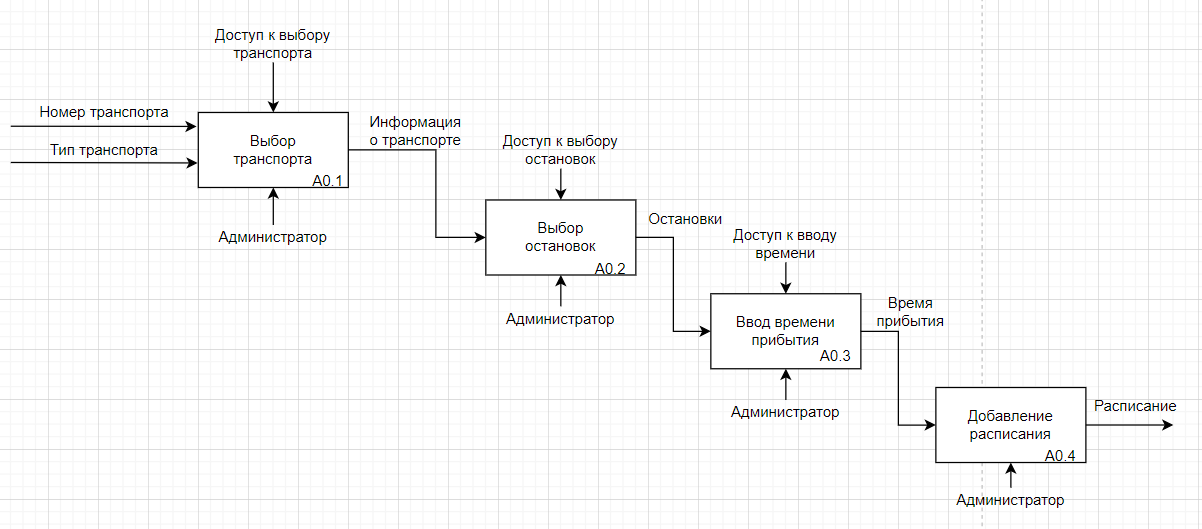 Доступ к выбору
транспорта
Номер транспорта
Тип транспорта
Выбор
транспорта
A0.1
Администратор
Информация
о транспорте
Доступ к выбору
остановок
Выбор
остановок
A0.2
Администратор
Остановки
Доступ к вводу
времени
Ввод времени
прибытия
A0.3
Администратор
Время
прибытия
Добавление
расписания
A0.4
Администратор
Расписание